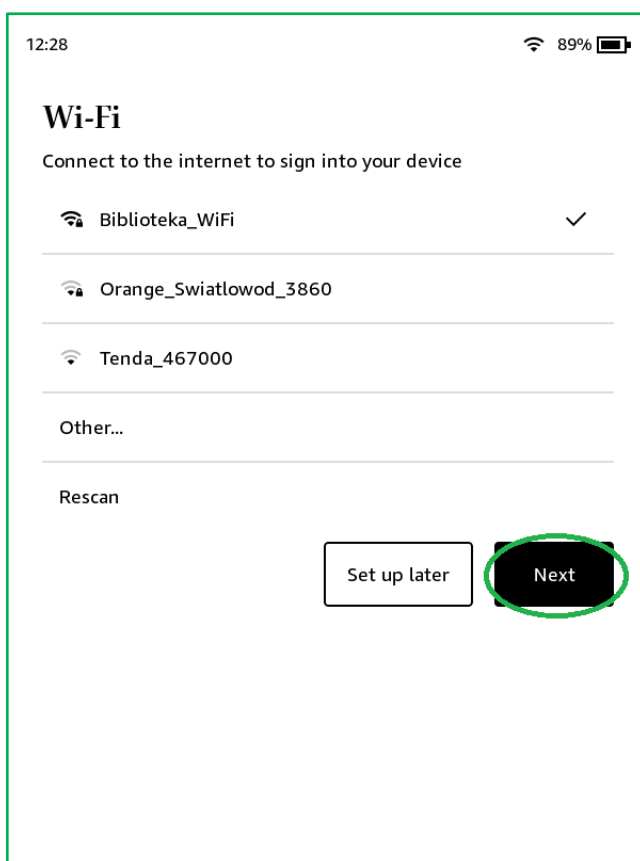 12:28 89%
Wi-Fi
Connect to the internet to sign into your device
Biblioteka_WiFi
Orange_Swiatlowod_3860
Tenda_467000
Other...
Rescan
Set up later Next